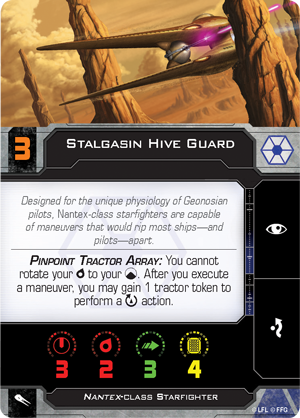 3
STALGASIN HIVE GUARD
Designed for the unique physiology of Geonosian
pilots, Nantex-class starfighters are capable
of maneuvers that would rip most ships—and
pilots—apart.
PINPOINT TRACTOR ARRAY: You cannot
rotate your to your . After you execute
a maneuver, you may gain 1 tractor token to
perform a action.
3 2 3 4
NANTEX-CLASS STARFIGHTER
©LFL ©FFG